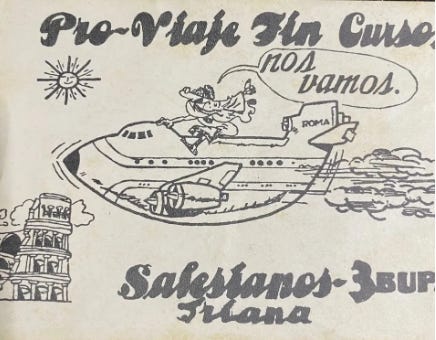 Pro-Viaje Fin Curso
nos
vamos.
ROMA
Salesianos-3BUP.
Triana